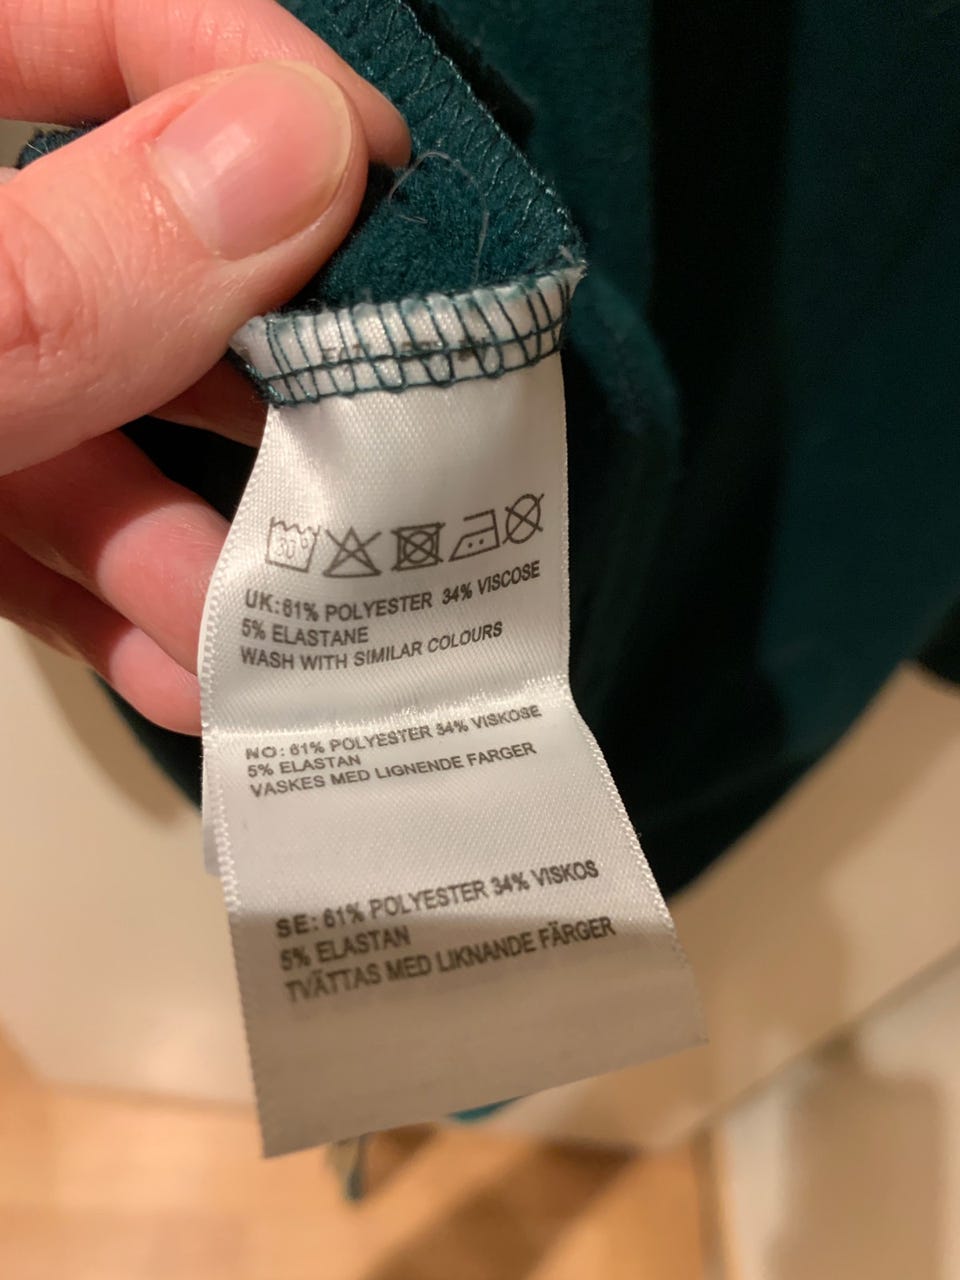 30°
UK: 61% POLYESTER 34% VISCOSE
5% ELASTANE
WASH WITH SIMILAR COLOURS
NO: 61% POLYESTER 34% VISKOSE
5% ELASTAN
VASKES MED LIGNENDE FARGER
SE: 61% POLYESTER 34% VISKOS
5% ELASTAN
TVÄTTAS MED LIKNANDE FÄRGER